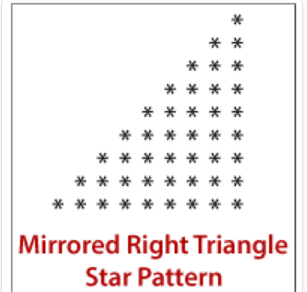 *
* *
* * *
* * * *
* * * * *
* * * * * *
* * * * * * *
* * * * * * * *
* * * * * * * * *
Mirrored Right Triangle
Star Pattern